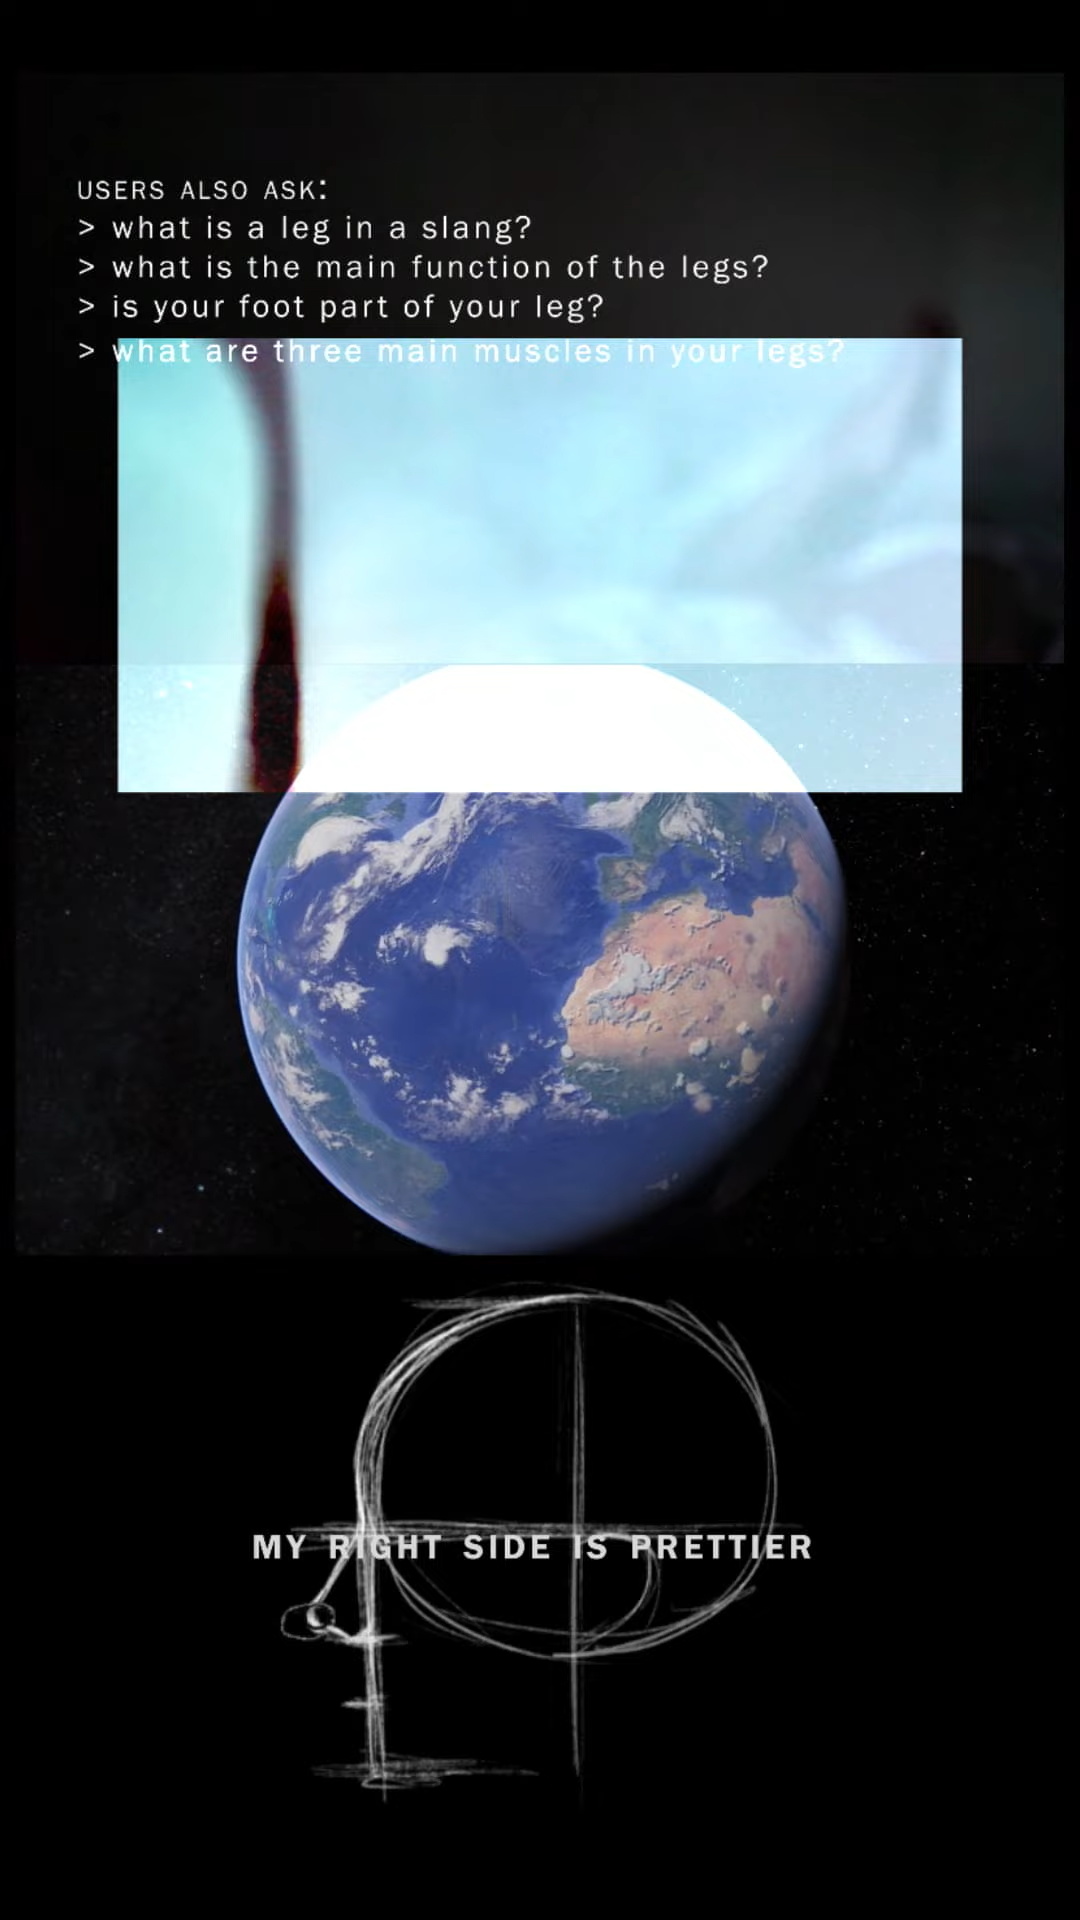 USERS ALSO ASK:
> what is a leg in a slang?
> what is the main function of the legs?
> is your foot part of your leg?
> what are three main muscles in your legs?
MY RIGHT SIDE IS PRETTIER